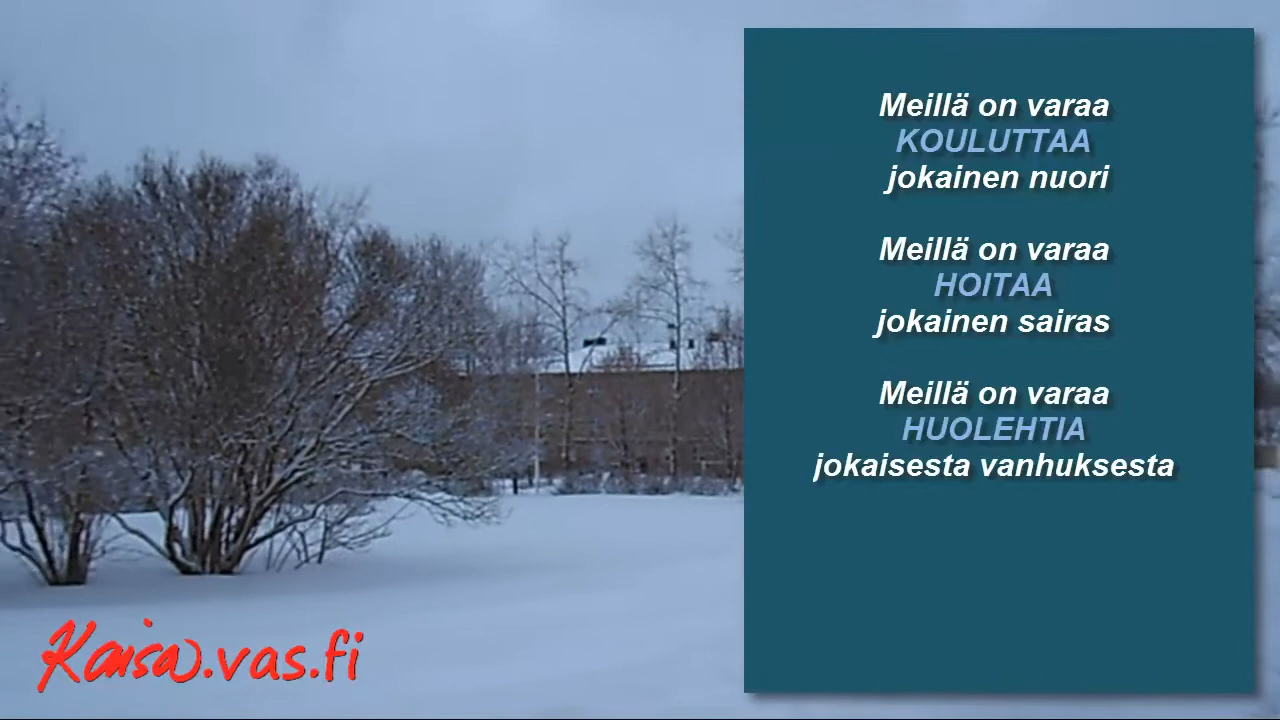 Meillä on varaa
KOULUTTAA
jokainen nuori
Meillä on varaa
HOITAA
jokainen sairas
Meillä on varaa
HUOLEHTIA
jokaisesta vanhuksesta
Kaisa.vas.fi